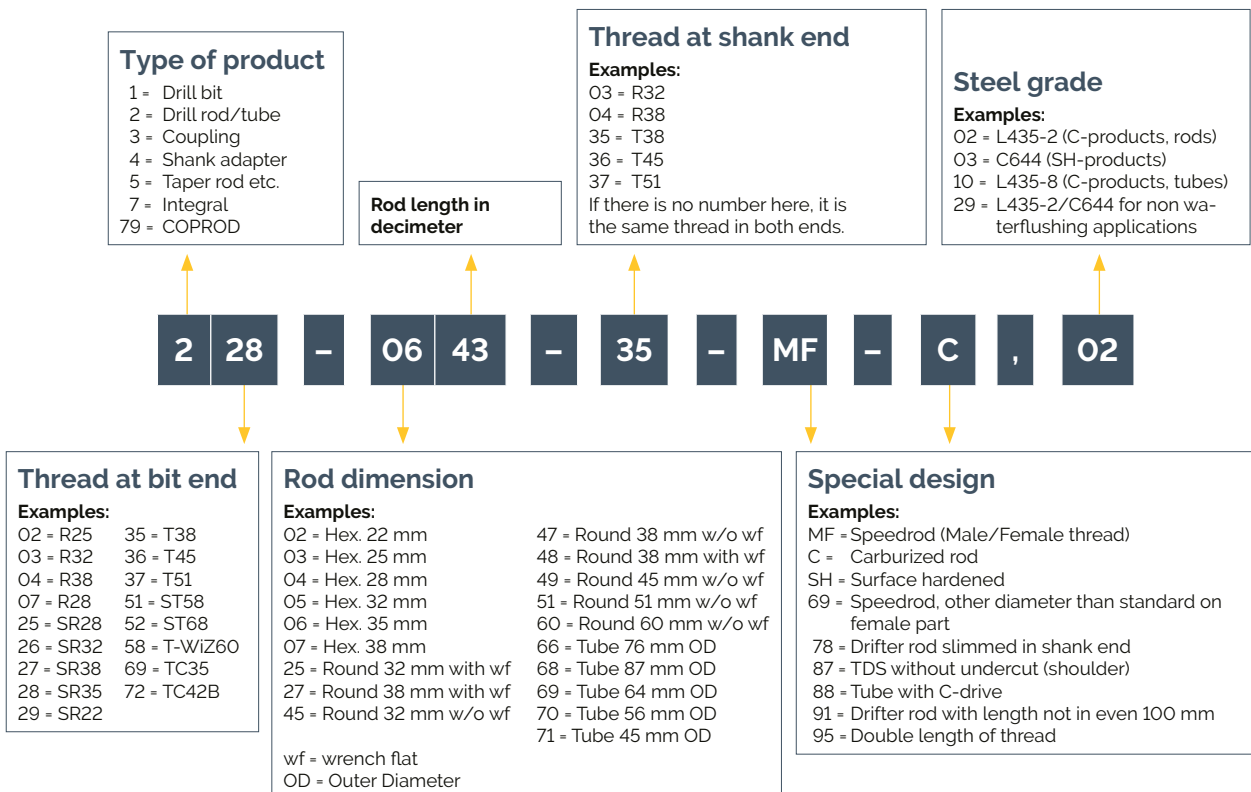 Type of product
1 = Drill bit
2 = Drill rod/tube
3 = Coupling
4 = Shank adapter
5 = Taper rod etc.
7 = Integral
79 = COPROD
Rod length in
decimeter
Thread at shank end
Examples:
03 = R32
04 = R38
35 = T38
36 = T45
37 = T51
If there is no number here, it is
the same thread in both ends.
Steel grade
Examples:
02 = L435-2 (C-products, rods)
03 = C644 (SH-products)
10 = L435-8 (C-products, tubes)
29 = L435-2/C644 for non wa-
terflushing applications
2 28 – 06 43 – 35 – MF – C , 02
Thread at bit end
Examples:
02 = R25 35 = T38
03 = R32 36 = T45
04 = R38 37 = T51
07 = R28 51 = ST58
25 = SR28 52 = ST68
26 = SR32 58 = T-WiZ60
27 = SR38 69 = TC35
28 = SR35 72 = TC42B
29 = SR22
Rod dimension
Examples:
02 = Hex. 22 mm
03 = Hex. 25 mm
04 = Hex. 28 mm
05 = Hex. 32 mm
06 = Hex. 35 mm
07 = Hex. 38 mm
25 = Round 32 mm with wf
27 = Round 38 mm with wf
45 = Round 32 mm w/o wf
47 = Round 38 mm w/o wf
48 = Round 38 mm with wf
49 = Round 45 mm w/o wf
51 = Round 51 mm w/o wf
60 = Round 60 mm w/o wf
66 = Tube 76 mm OD
68 = Tube 87 mm OD
69 = Tube 64 mm OD
70 = Tube 56 mm OD
71 = Tube 45 mm OD
wf = wrench flat
OD = Outer Diameter
Special design
Examples:
MF = Speedrod (Male/Female thread)
C = Carburized rod
SH = Surface hardened
69 = Speedrod, other diameter than standard on
female part
78 = Drifter rod slimmed in shank end
87 = TDS without undercut (shoulder)
88 = Tube with C-drive
91 = Drifter rod with length not in even 100 mm
95 = Double length of thread